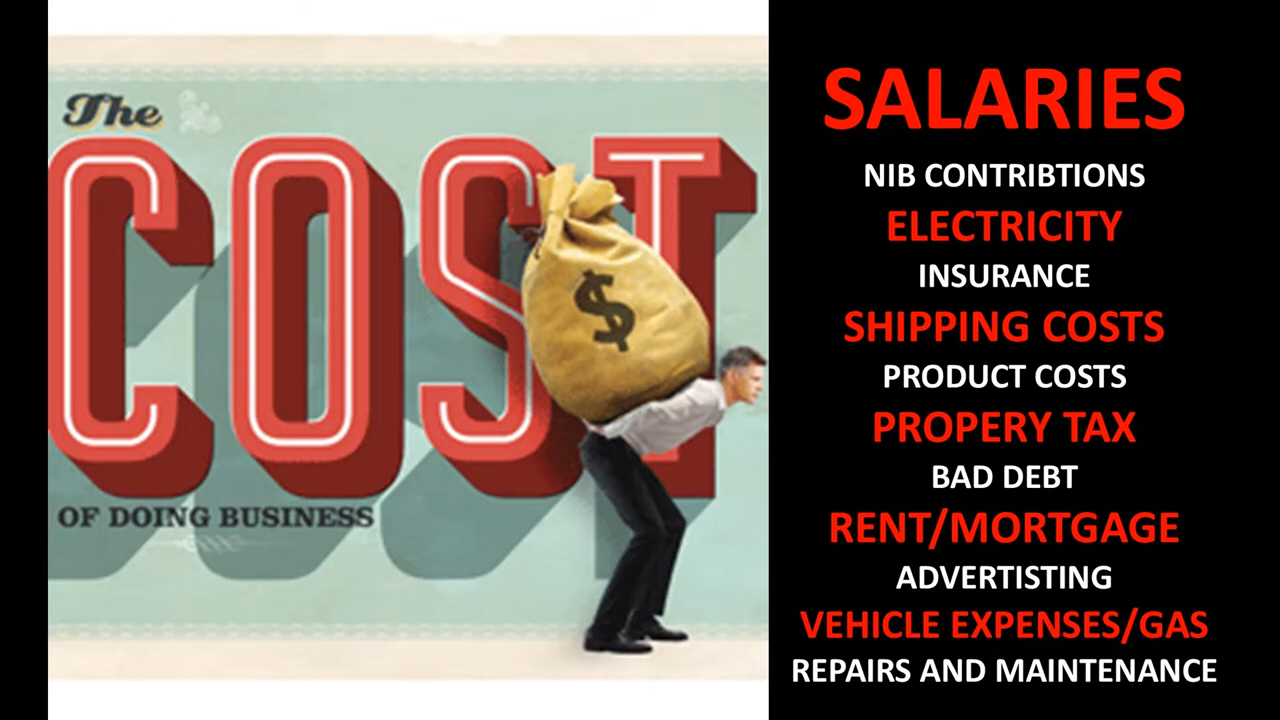 The
COST
OF DOING BUSINESS
$
SALARIES
NIB CONTRIBTIONS
ELECTRICITY
INSURANCE
SHIPPING COSTS
PRODUCT COSTS
PROPERY TAX
BAD DEBT
RENT/MORTGAGE
ADVERTISTING
VEHICLE EXPENSES/GAS
REPAIRS AND MAINTENANCE